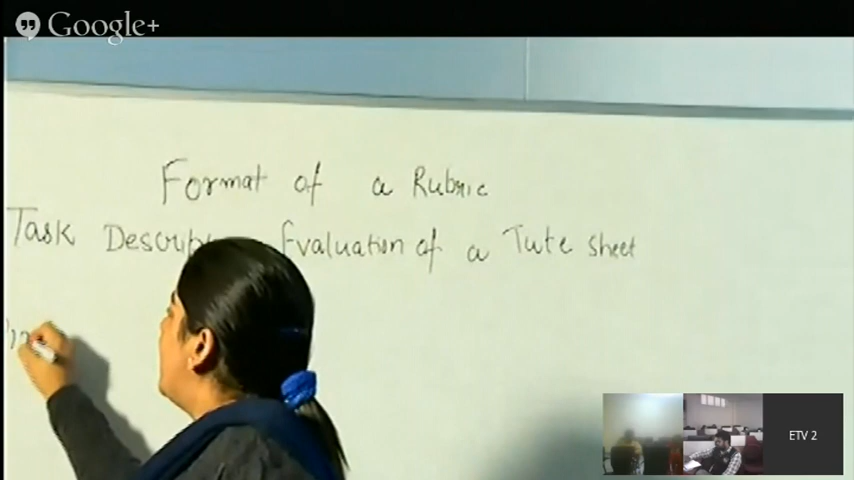 Google+
Format of a Rubric
Task Descrip Evaluation of a Tute sheet
ETV 2